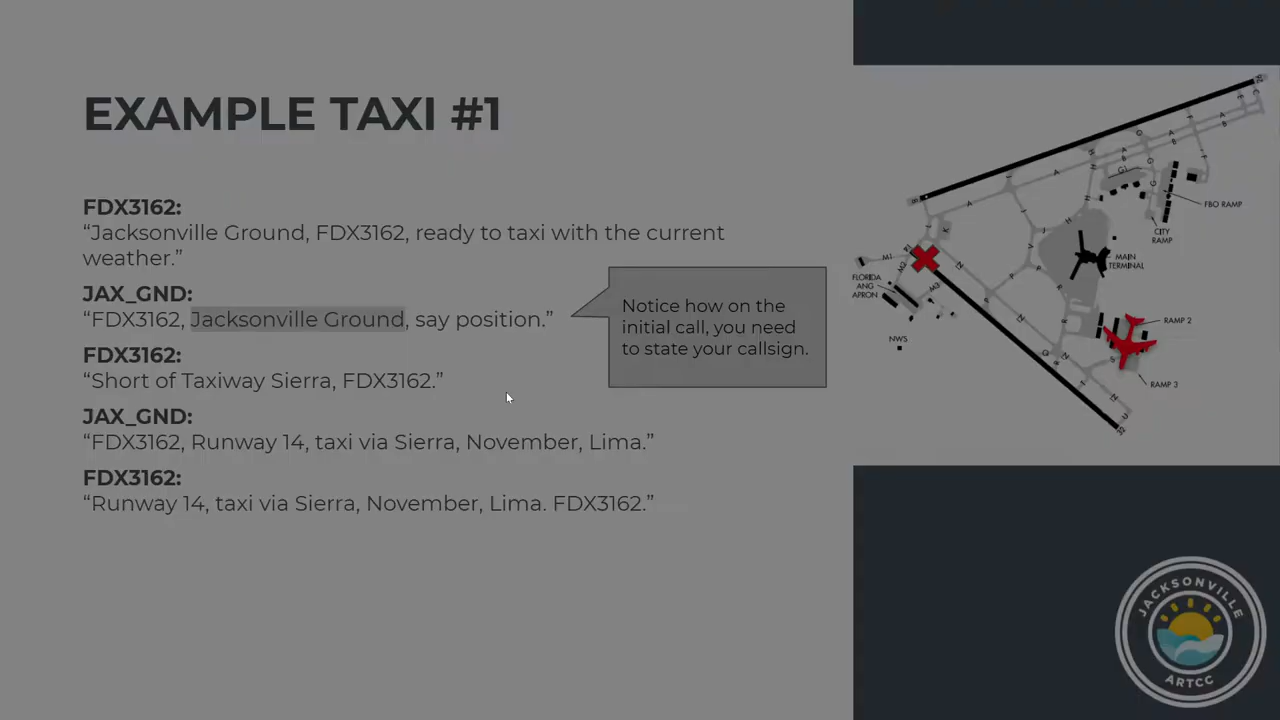 EXAMPLE TAXI #1
FDX3162:
“Jacksonville Ground, FDX3162, ready to taxi with the current
weather.”
JAX_GND:
“FDX3162, Jacksonville Ground, say position.”
Notice how on the
initial call, you need
to state your callsign.
FDX3162:
“Short of Taxiway Sierra, FDX3162.”
JAX_GND:
“FDX3162, Runway 14, taxi via Sierra, November, Lima.”
FDX3162:
“Runway 14, taxi via Sierra, November, Lima. FDX3162.”
FBO RAMP
CITY
RAMP
MAIN
TERMINAL
M1
M2
M3
FLORIDA
ANG
APRON
NWS
RAMP 2
RAMP 3
JACKSONVILLE
ARTCC